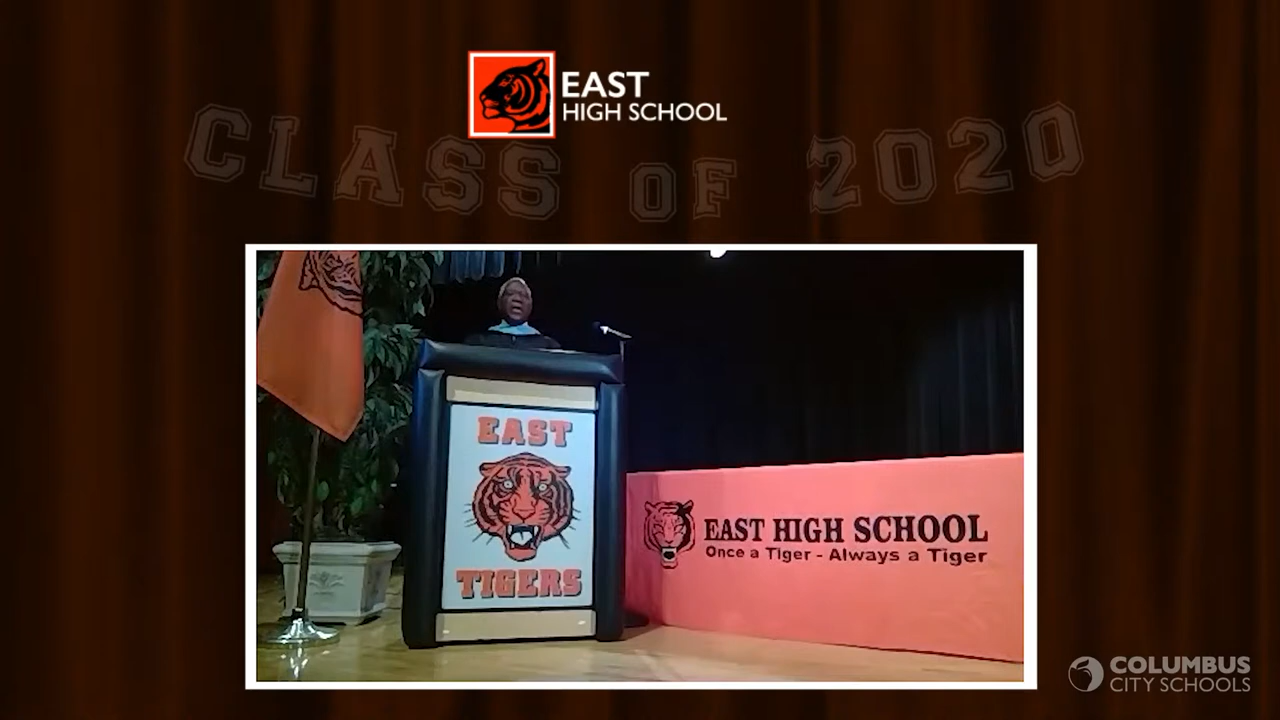 EAST
HIGH SCHOOL
CLASS OF 2020
EAST
TIGERS
EAST HIGH SCHOOL
Once a Tiger - Always a Tiger
COLUMBUS
CITY SCHOOLS